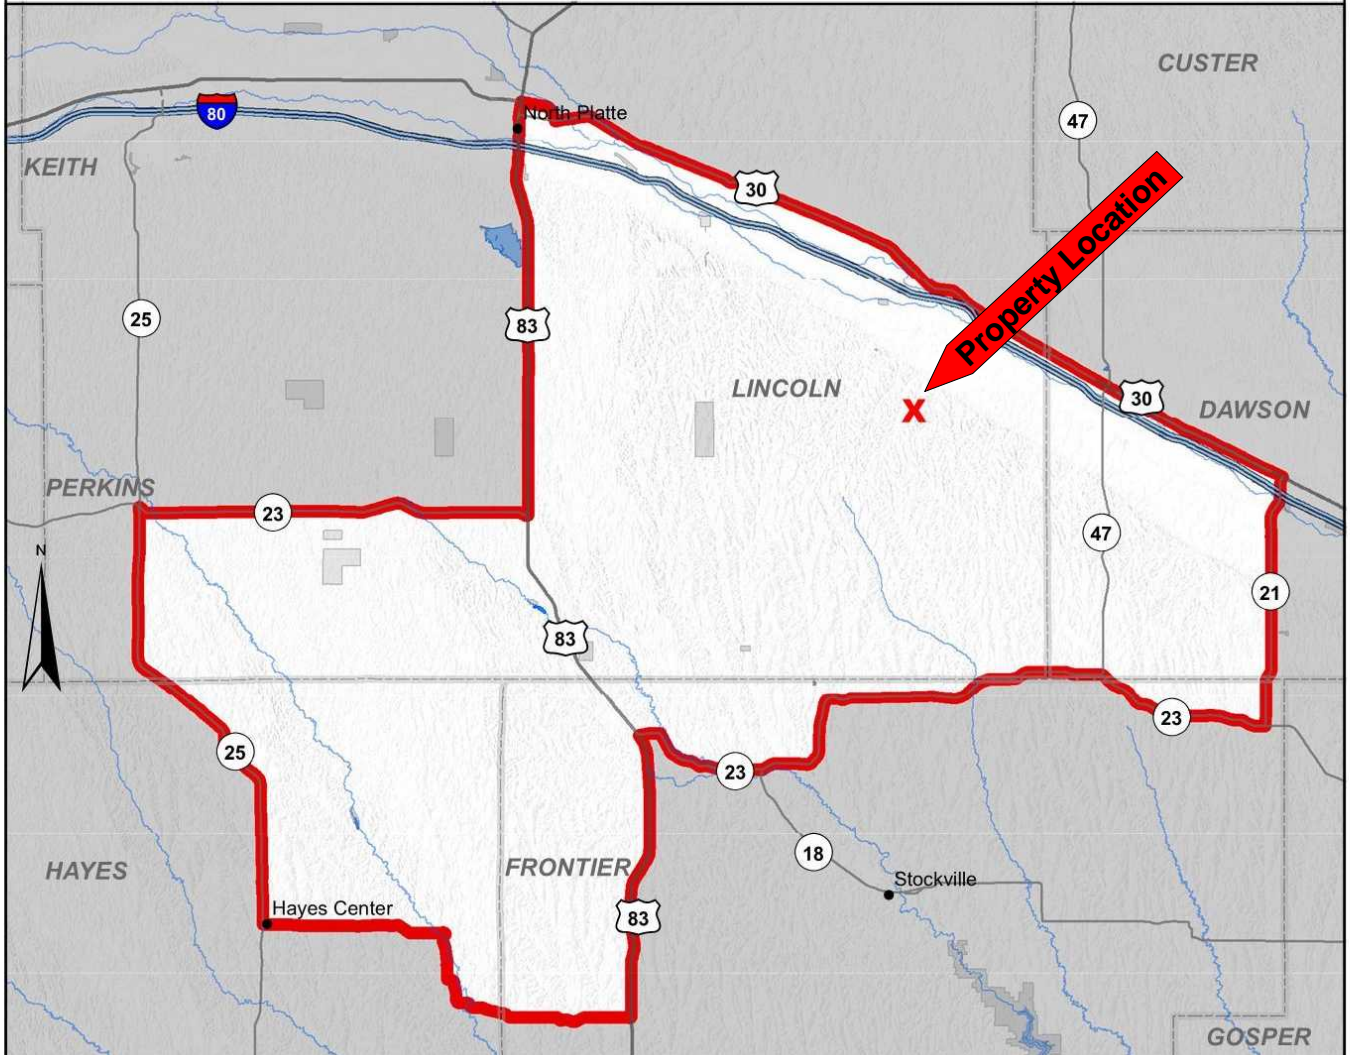 CUSTER
80
North Platte
47
KEITH
30
Property Location
25
83
LINCOLN
30
DAWSON
PERKINS
23
47
N
21
83
23
25
23
18
HAYES
FRONTIER
Stockville
Hayes Center
83
GOSPER
X